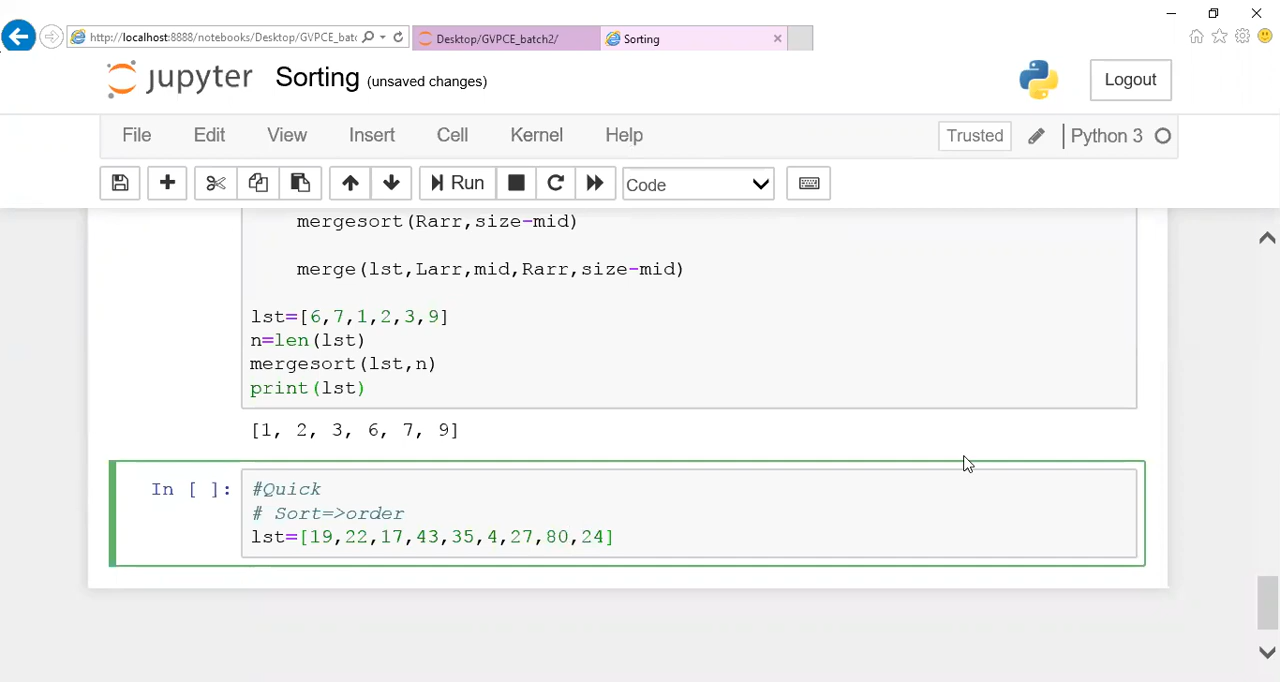 http://localhost:8888/notebooks/Desktop/GVPCE_batc
Desktop/GVPCE_batch2/
Sorting
jupyter Sorting (unsaved changes)
Logout
File Edit View Insert Cell Kernel Help
Trusted
Python 3
Run
Code
mergesort(Rarr,size-mid)
merge(lst,Larr,mid,Rarr,size-mid)
lst=[6,7,1,2,3,9]
n=len(lst)
mergesort(lst,n)
print(lst)
[1, 2, 3, 6, 7, 9]
In [ ]:
#Quick
# Sort=>order
lst=[19,22,17,43,35,4,27,80,24]